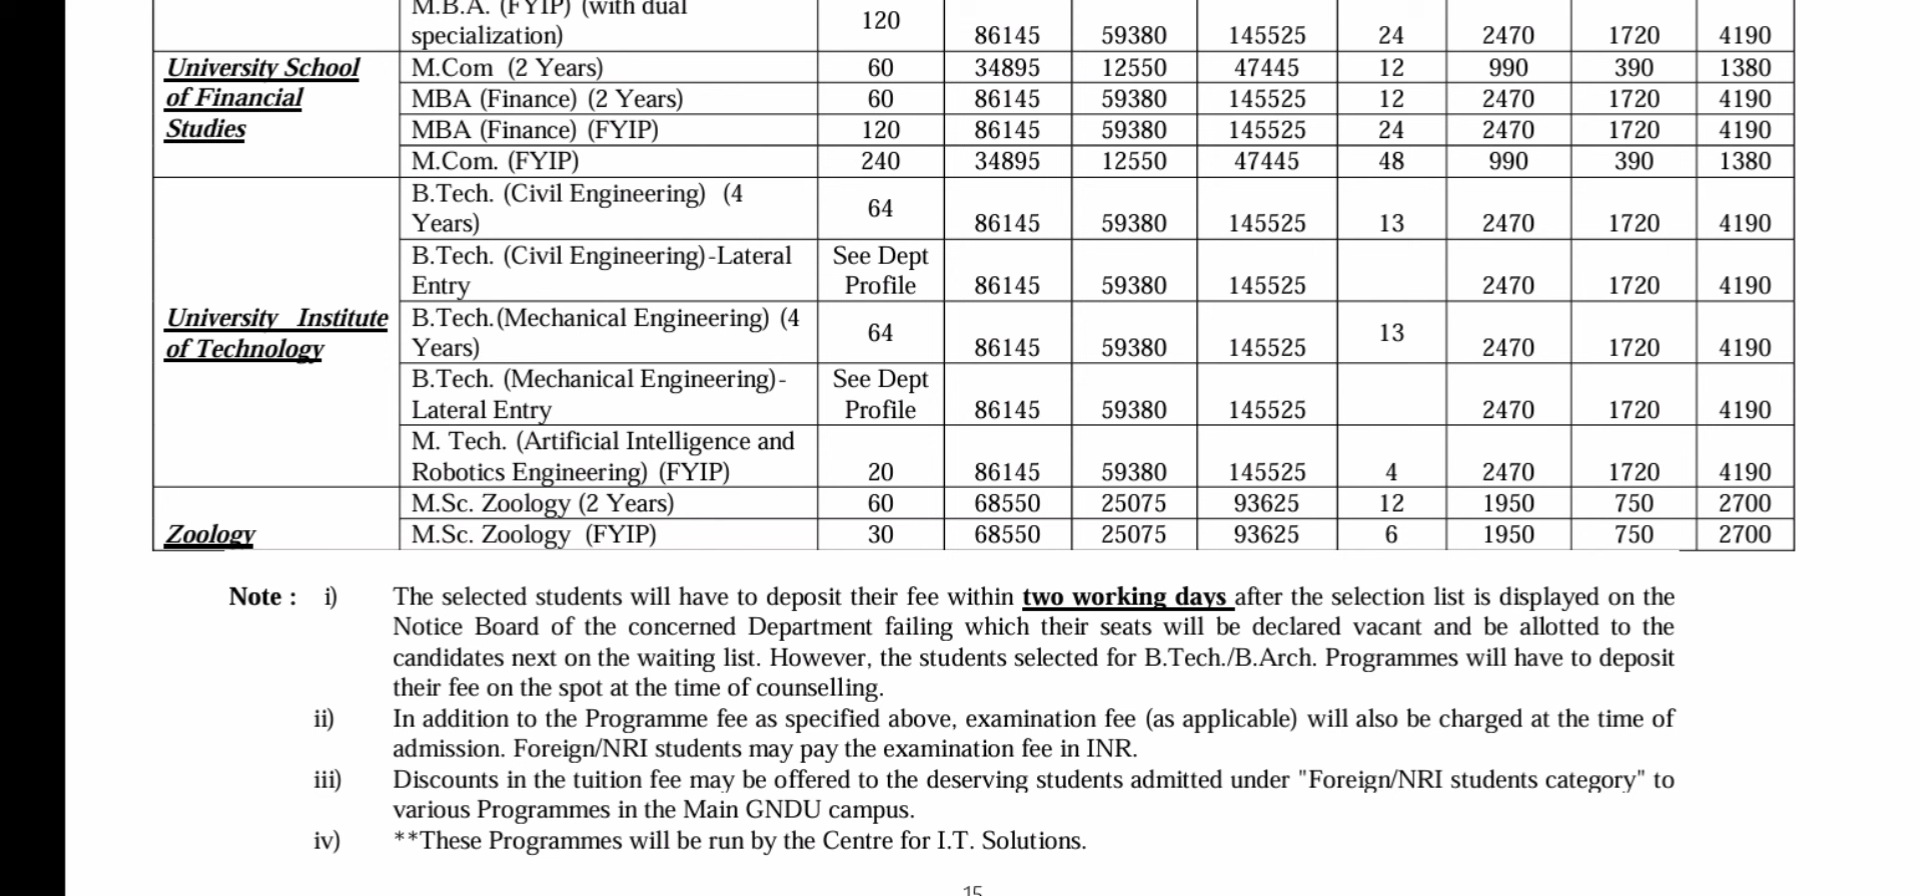 M.B.A. (FYIP) (with dual specialization) 120 86145 59380 145525 24 2470 1720 4190
University School of Financial Studies
M.Com (2 Years) 60 34895 12550 47445 12 990 390 1380
MBA (Finance) (2 Years) 60 86145 59380 145525 12 2470 1720 4190
MBA (Finance) (FYIP) 120 86145 59380 145525 24 2470 1720 4190
M.Com. (FYIP) 240 34895 12550 47445 48 990 390 1380
University Institute of Technology
B.Tech. (Civil Engineering) (4 Years) 64 86145 59380 145525 13 2470 1720 4190
B.Tech. (Civil Engineering)-Lateral Entry See Dept Profile 86145 59380 145525 2470 1720 4190
B.Tech.(Mechanical Engineering) (4 Years) 64 86145 59380 145525 13 2470 1720 4190
B.Tech. (Mechanical Engineering)-Lateral Entry See Dept Profile 86145 59380 145525 2470 1720 4190
M. Tech. (Artificial Intelligence and Robotics Engineering) (FYIP) 20 86145 59380 145525 4 2470 1720 4190
Zoology
M.Sc. Zoology (2 Years) 60 68550 25075 93625 12 1950 750 2700
M.Sc. Zoology (FYIP) 30 68550 25075 93625 6 1950 750 2700
Note : i) The selected students will have to deposit their fee within two working days after the selection list is displayed on the
Notice Board of the concerned Department failing which their seats will be declared vacant and be allotted to the
candidates next on the waiting list. However, the students selected for B.Tech./B.Arch. Programmes will have to deposit
their fee on the spot at the time of counselling.
ii) In addition to the Programme fee as specified above, examination fee (as applicable) will also be charged at the time of
admission. Foreign/NRI students may pay the examination fee in INR.
iii) Discounts in the tuition fee may be offered to the deserving students admitted under "Foreign/NRI students category" to
various Programmes in the Main GNDU campus.
iv) **These Programmes will be run by the Centre for I.T. Solutions.
15